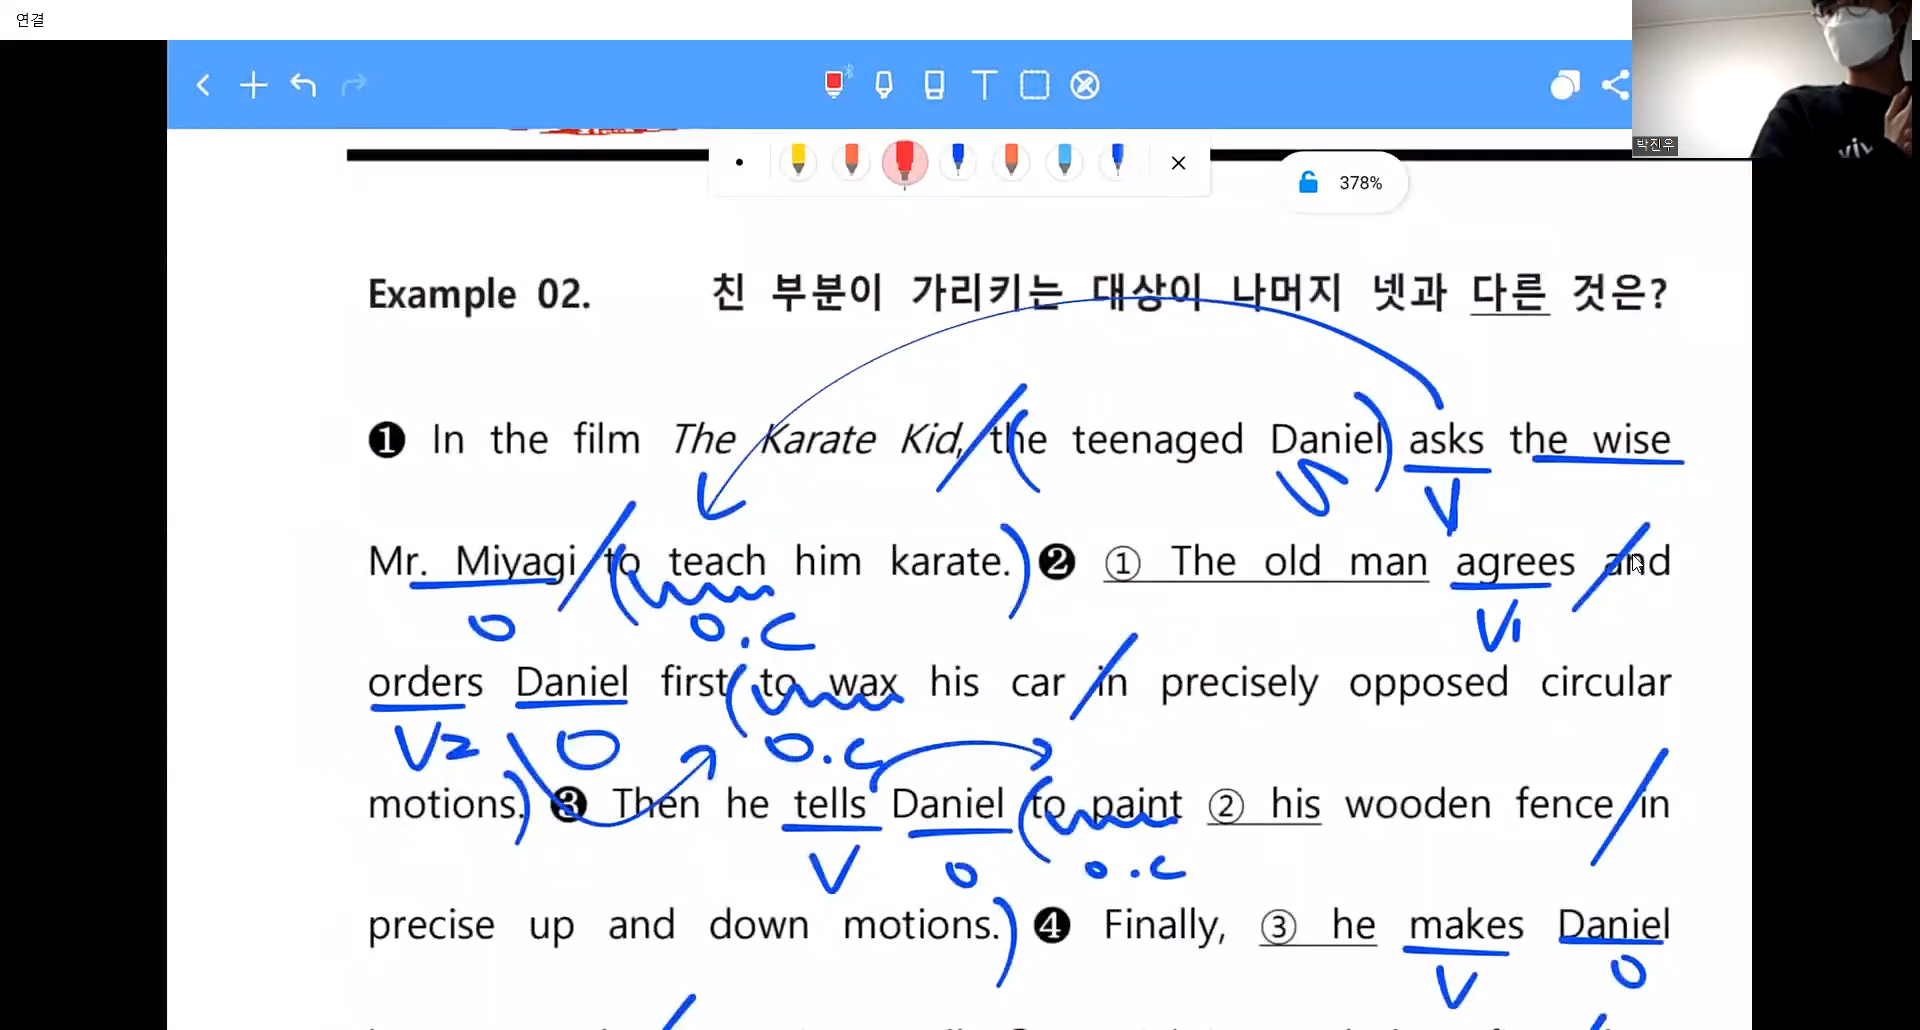 연결
박진우
viv
378%
Example 02. 친 부분이 가리키는 대상이 나머지 넷과 다른 것은?
❶ In the film The Karate Kid, the teenaged Daniel asks the wise
S V
Mr. Miyagi to teach him karate. ❷ ① The old man agrees and
O O.C V1
orders Daniel first to wax his car in precisely opposed circular
V2 O O.C
motions. ❸ Then he tells Daniel to paint ② his wooden fence in
V O O.C
precise up and down motions. ❹ Finally, ③ he makes Daniel
V O